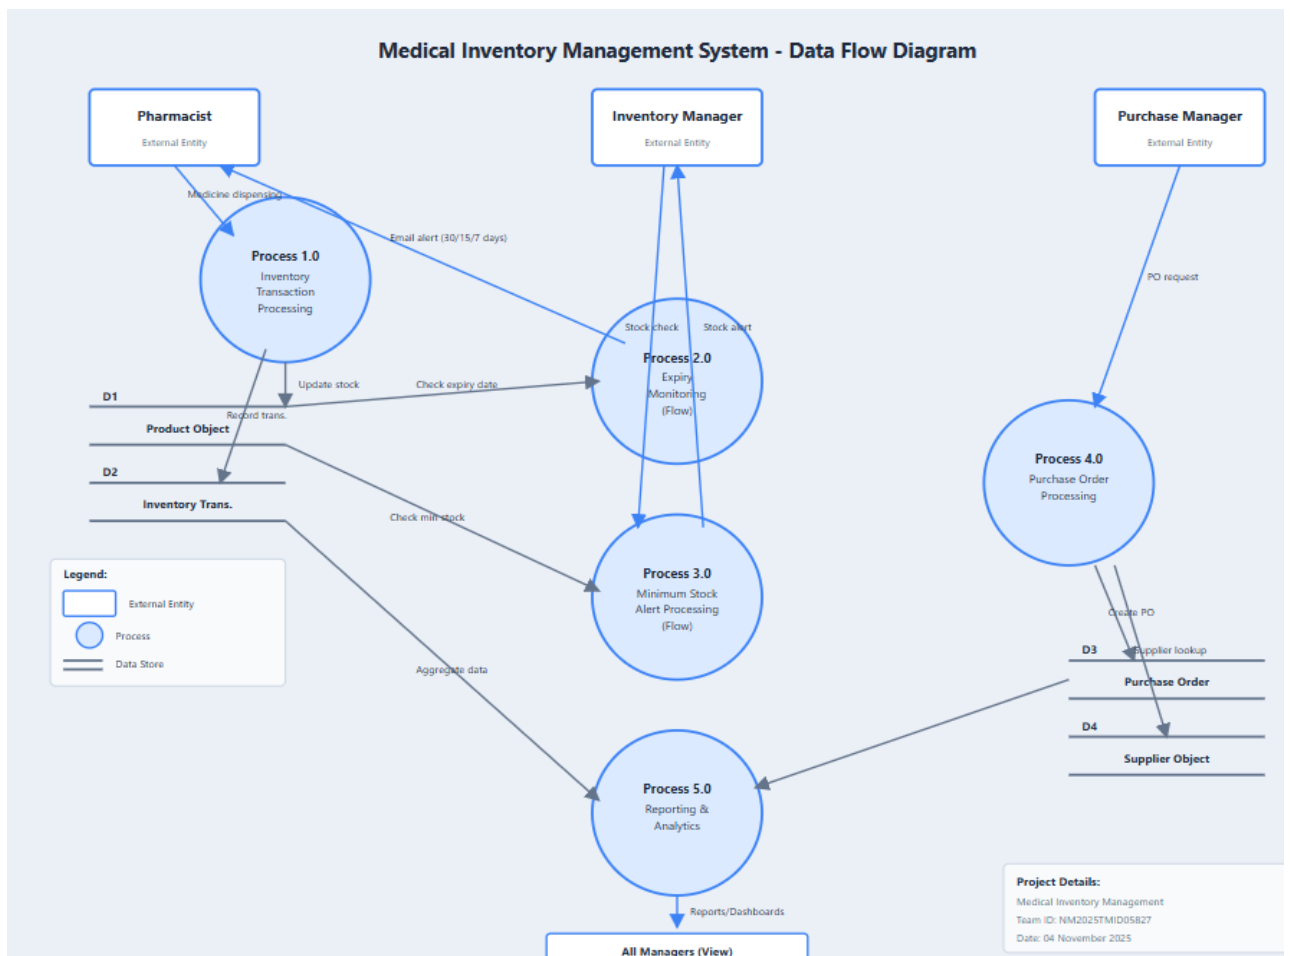 Medical Inventory Management System - Data Flow Diagram
Pharmacist
External Entity
Inventory Manager
External Entity
Purchase Manager
External Entity
Medicine dispensing
Email alert (30/15/7 days)
Process 1.0
Inventory
Transaction
Processing
PO request
Stock check
Stock alert
Process 2.0
Expiry
Monitoring
(Flow)
Update stock
Check expiry date
D1
Record trans.
Product Object
D2
Inventory Trans.
Check min stock
Process 4.0
Purchase Order
Processing
Legend:
External Entity
Process
Data Store
Process 3.0
Minimum Stock
Alert Processing
(Flow)
Create PO
D3
Supplier lookup
Purchase Order
D4
Supplier Object
Aggregate data
Process 5.0
Reporting &
Analytics
Reports/Dashboards
All Managers (View)
Project Details:
Medical Inventory Management
Team ID: NM2025TMID05827
Date: 04 November 2025